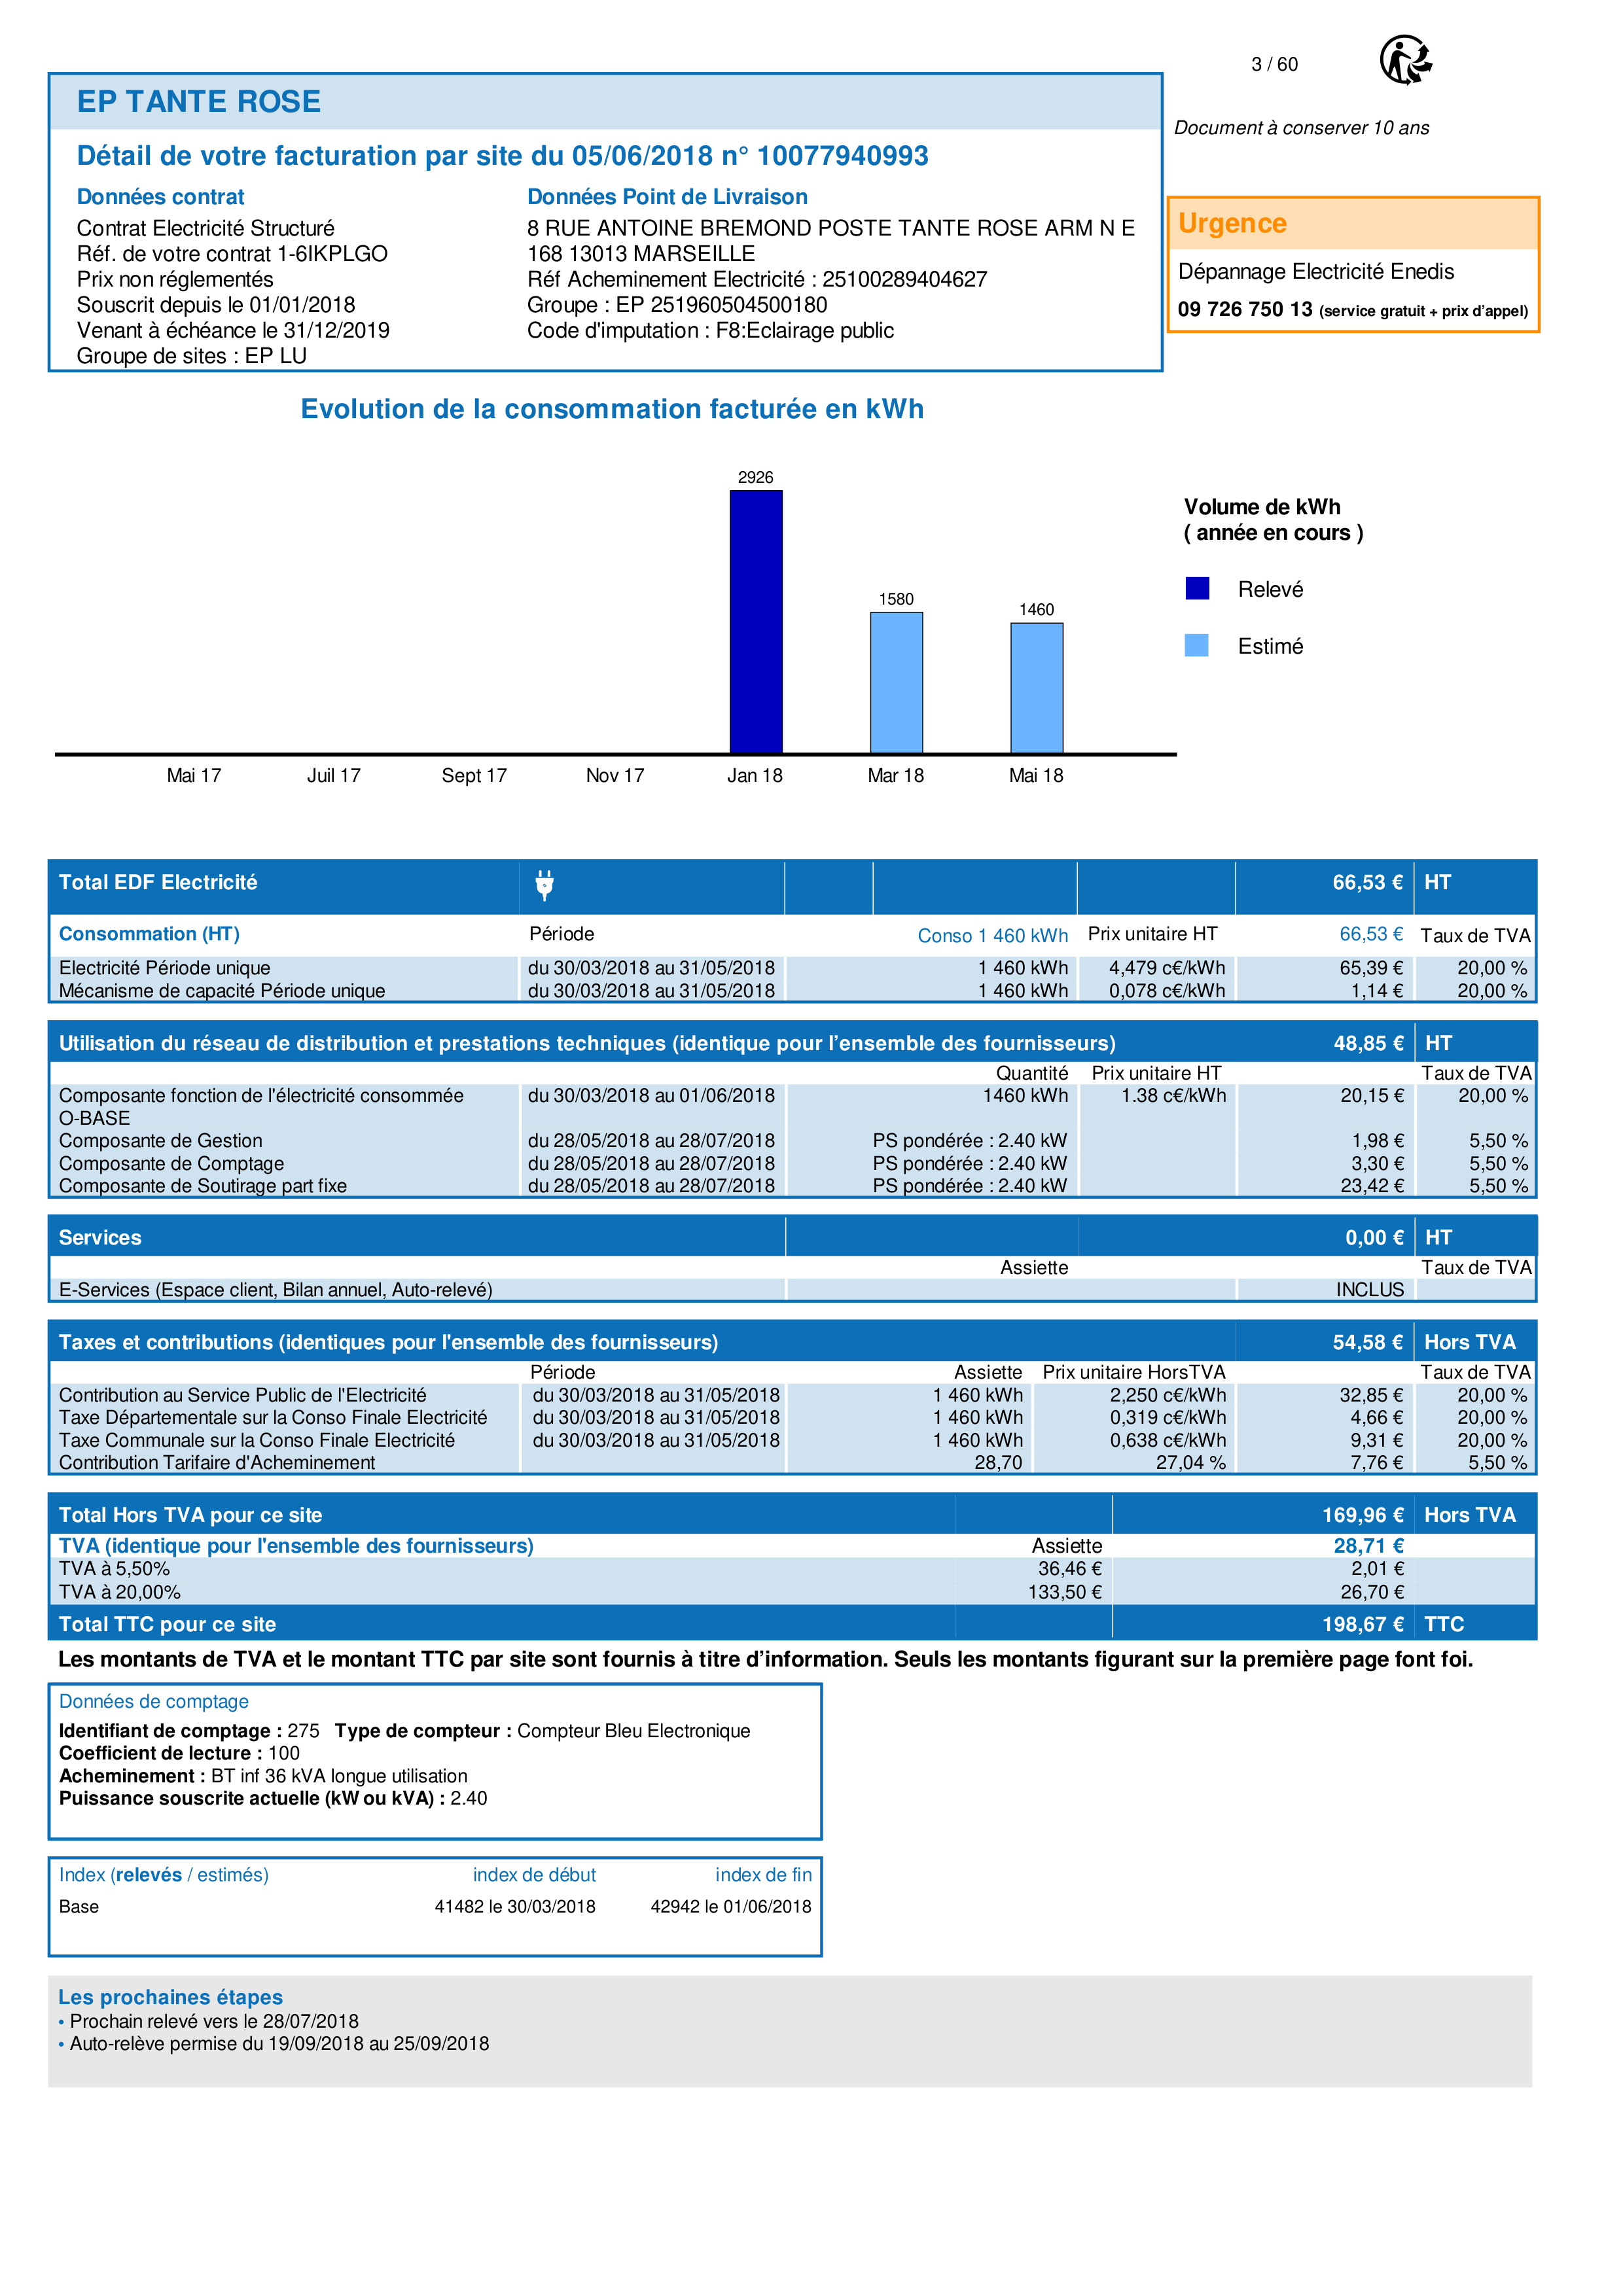 3 / 60
EP TANTE ROSE
Document à conserver 10 ans
Détail de votre facturation par site du 05/06/2018 n° 10077940993
Données contrat
Contrat Electricité Structuré
Réf. de votre contrat 1-6IKPLGO
Prix non réglementés
Souscrit depuis le 01/01/2018
Venant à échéance le 31/12/2019
Groupe de sites : EP LU
Données Point de Livraison
8 RUE ANTOINE BREMOND POSTE TANTE ROSE ARM N E
168 13013 MARSEILLE
Réf Acheminement Electricité : 25100289404627
Groupe : EP 251960504500180
Code d'imputation : F8:Eclairage public
Urgence
Dépannage Electricité Enedis
09 726 750 13 (service gratuit + prix d'appel)
Evolution de la consommation facturée en kWh
2926
1580
1460
Mai 17 Juil 17 Sept 17 Nov 17 Jan 18 Mar 18 Mai 18
Volume de kWh
( année en cours )
Relevé
Estimé
Total EDF Electricité 66,53 € HT
Consommation (HT) Période Conso 1 460 kWh Prix unitaire HT 66,53 € Taux de TVA
Electricité Période unique du 30/03/2018 au 31/05/2018 1 460 kWh 4,479 c€/kWh 65,39 € 20,00 %
Mécanisme de capacité Période unique du 30/03/2018 au 31/05/2018 1 460 kWh 0,078 c€/kWh 1,14 € 20,00 %
Utilisation du réseau de distribution et prestations techniques (identique pour l'ensemble des fournisseurs) 48,85 € HT
Quantité Prix unitaire HT Taux de TVA
Composante fonction de l'électricité consommée du 30/03/2018 au 01/06/2018 1460 kWh 1.38 c€/kWh 20,15 € 20,00 %
O-BASE
Composante de Gestion du 28/05/2018 au 28/07/2018 PS pondérée : 2.40 kW 1,98 € 5,50 %
Composante de Comptage du 28/05/2018 au 28/07/2018 PS pondérée : 2.40 kW 3,30 € 5,50 %
Composante de Soutirage part fixe du 28/05/2018 au 28/07/2018 PS pondérée : 2.40 kW 23,42 € 5,50 %
Services 0,00 € HT
Assiette Taux de TVA
E-Services (Espace client, Bilan annuel, Auto-relevé) INCLUS
Taxes et contributions (identiques pour l'ensemble des fournisseurs) 54,58 € Hors TVA
Période Assiette Prix unitaire HorsTVA Taux de TVA
Contribution au Service Public de l'Electricité du 30/03/2018 au 31/05/2018 1 460 kWh 2,250 c€/kWh 32,85 € 20,00 %
Taxe Départementale sur la Conso Finale Electricité du 30/03/2018 au 31/05/2018 1 460 kWh 0,319 c€/kWh 4,66 € 20,00 %
Taxe Communale sur la Conso Finale Electricité du 30/03/2018 au 31/05/2018 1 460 kWh 0,638 c€/kWh 9,31 € 20,00 %
Contribution Tarifaire d'Acheminement 28,70 27,04 % 7,76 € 5,50 %
Total Hors TVA pour ce site 169,96 € Hors TVA
TVA (identique pour l'ensemble des fournisseurs) Assiette 28,71 €
TVA à 5,50% 36,46 € 2,01 €
TVA à 20,00% 133,50 € 26,70 €
Total TTC pour ce site 198,67 € TTC
Les montants de TVA et le montant TTC par site sont fournis à titre d'information. Seuls les montants figurant sur la première page font foi.
Données de comptage
Identifiant de comptage : 275 Type de compteur : Compteur Bleu Electronique
Coefficient de lecture : 100
Acheminement : BT inf 36 kVA longue utilisation
Puissance souscrite actuelle (kW ou kVA) : 2.40
Index (relevés / estimés) index de début index de fin
Base 41482 le 30/03/2018 42942 le 01/06/2018
Les prochaines étapes
• Prochain relevé vers le 28/07/2018
• Auto-relève permise du 19/09/2018 au 25/09/2018